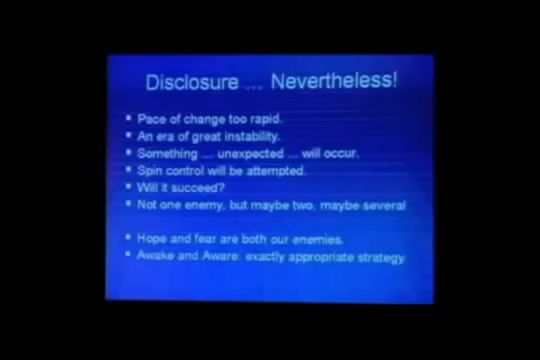 Disclosure ... Nevertheless!
Pace of change too rapid.
An era of great instability.
Something ... unexpected ... will occur.
Spin control will be attempted.
Will it succeed?
Not one enemy, but maybe two, maybe several
Hope and fear are both our enemies.
Awake and Aware: exactly appropriate strategy